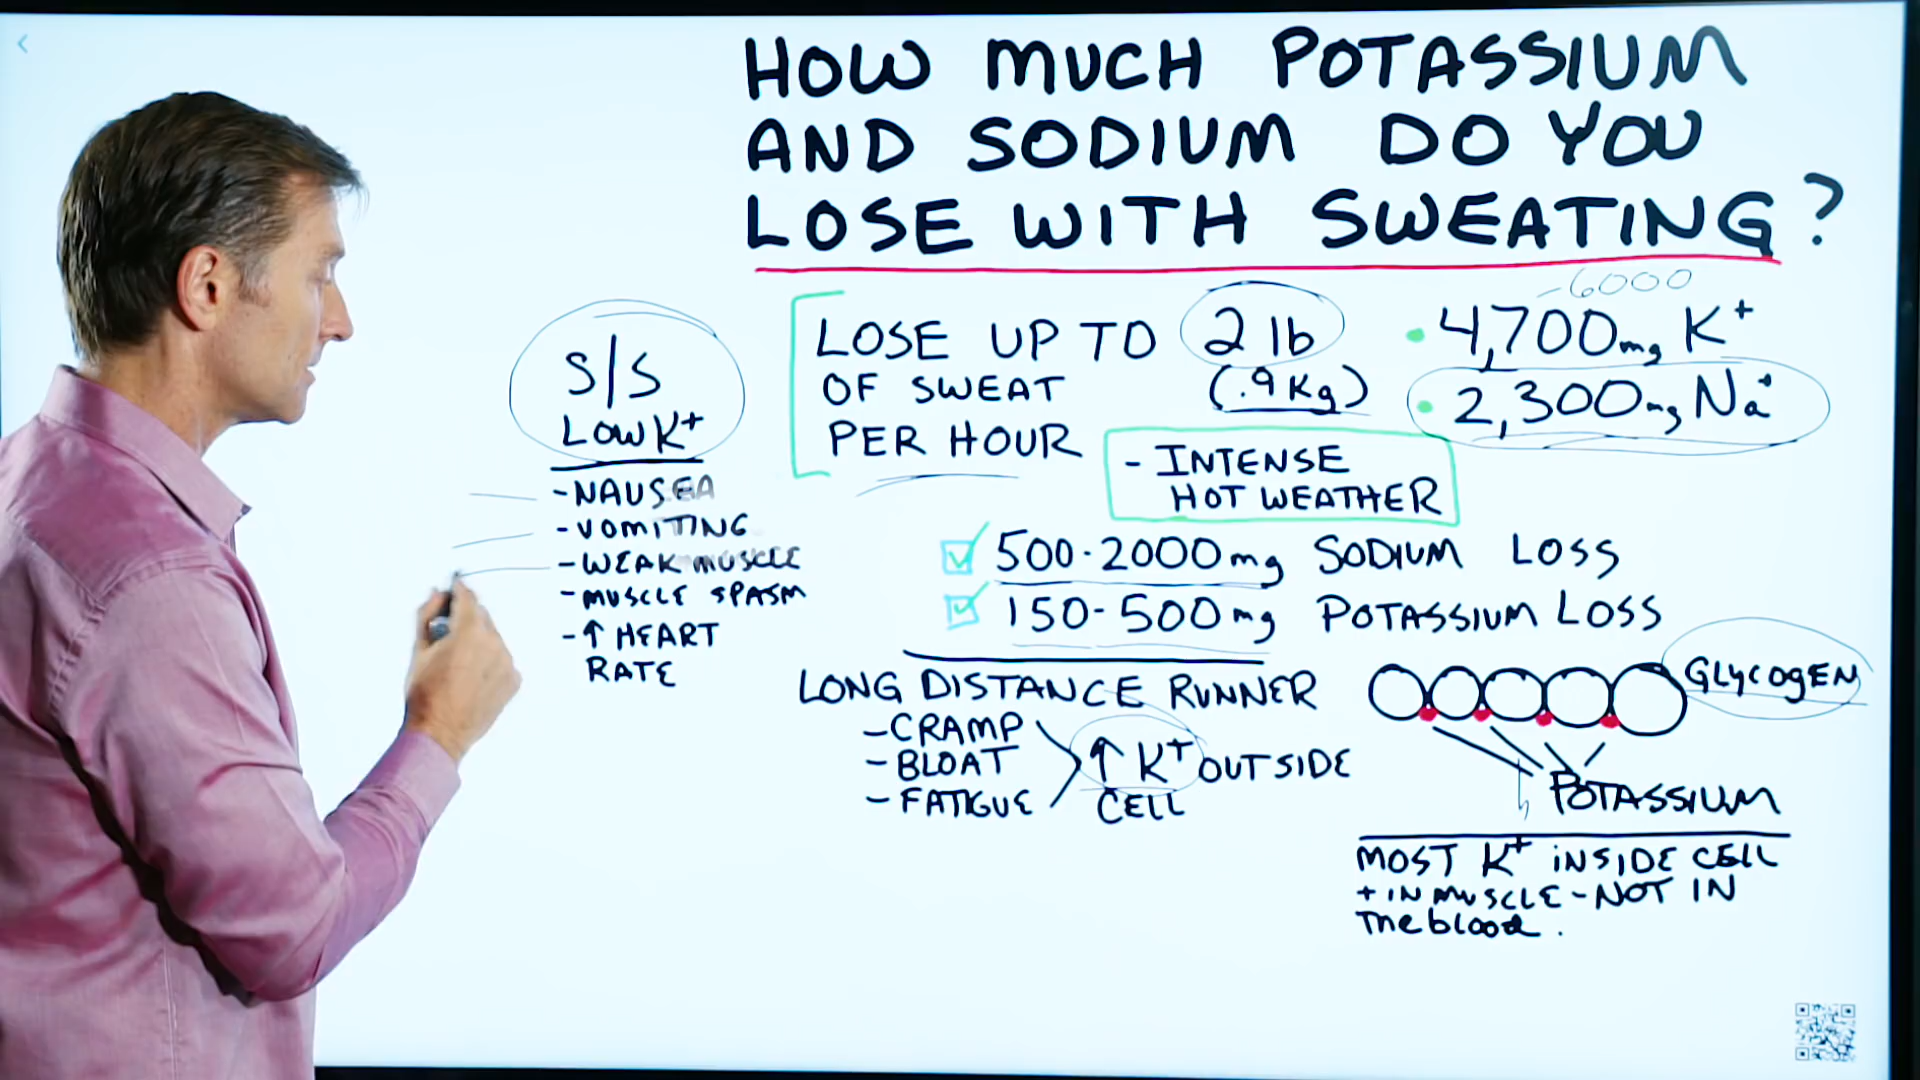 HOW MUCH POTASSIUM
AND SODIUM DO YOU
LOSE WITH SWEATING?
S/S
LOW K+
- NAUSEA
- VOMITING
- WEAK MUSCLE
- MUSCLE SPASM
- ↑ HEART
RATE
LOSE UP TO 2 lb
OF SWEAT (.9 Kg)
PER HOUR
- INTENSE
HOT WEATHER
-6000
• 4,700mg K+
• 2,300mg Na+
☑ 500-2000mg SODIUM LOSS
☑ 150-500mg POTASSIUM LOSS
LONG DISTANCE RUNNER
- CRAMP
- BLOAT
- FATIGUE
↑ K+ OUTSIDE
CELL
GLYCOGEN
POTASSIUM
MOST K+ INSIDE CELL
+ IN MUSCLE - NOT IN
The blood.